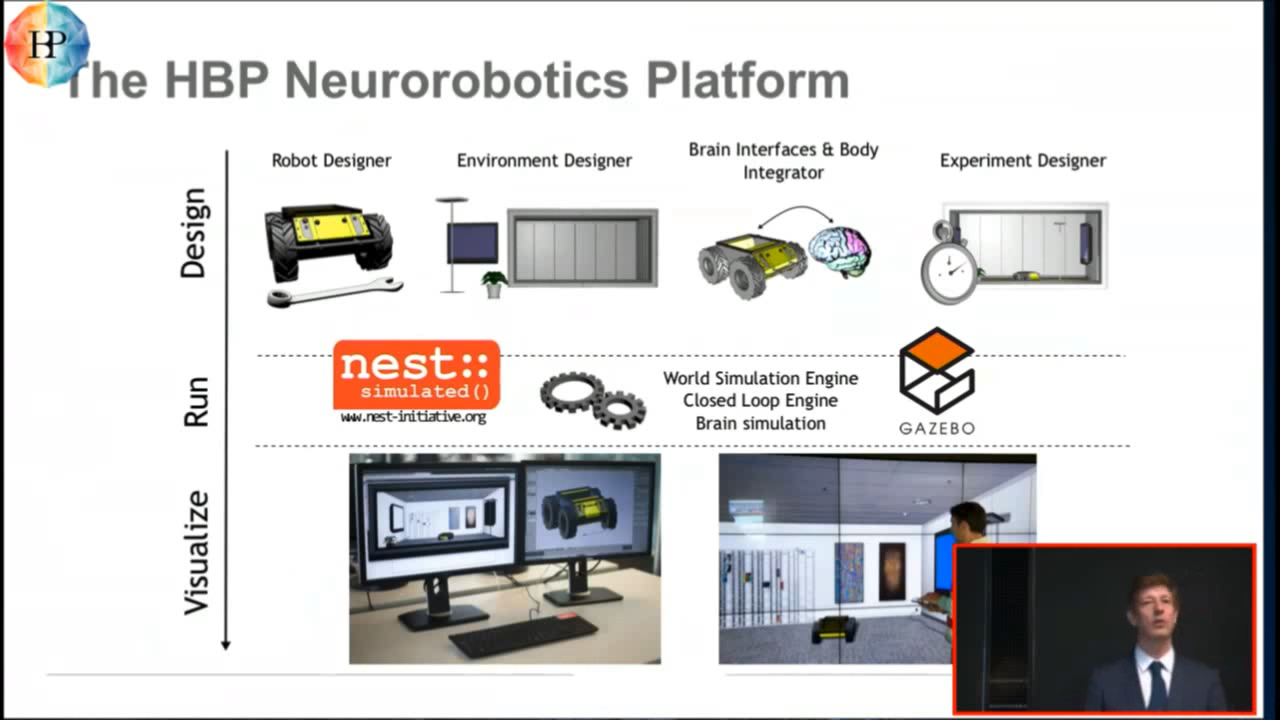 HP
The HBP Neurorobotics Platform
Design
Robot Designer
Environment Designer
Brain Interfaces & Body
Integrator
Experiment Designer
Run
nest::
simulated()
www.nest-initiative.org
World Simulation Engine
Closed Loop Engine
Brain simulation
GAZEBO
Visualize